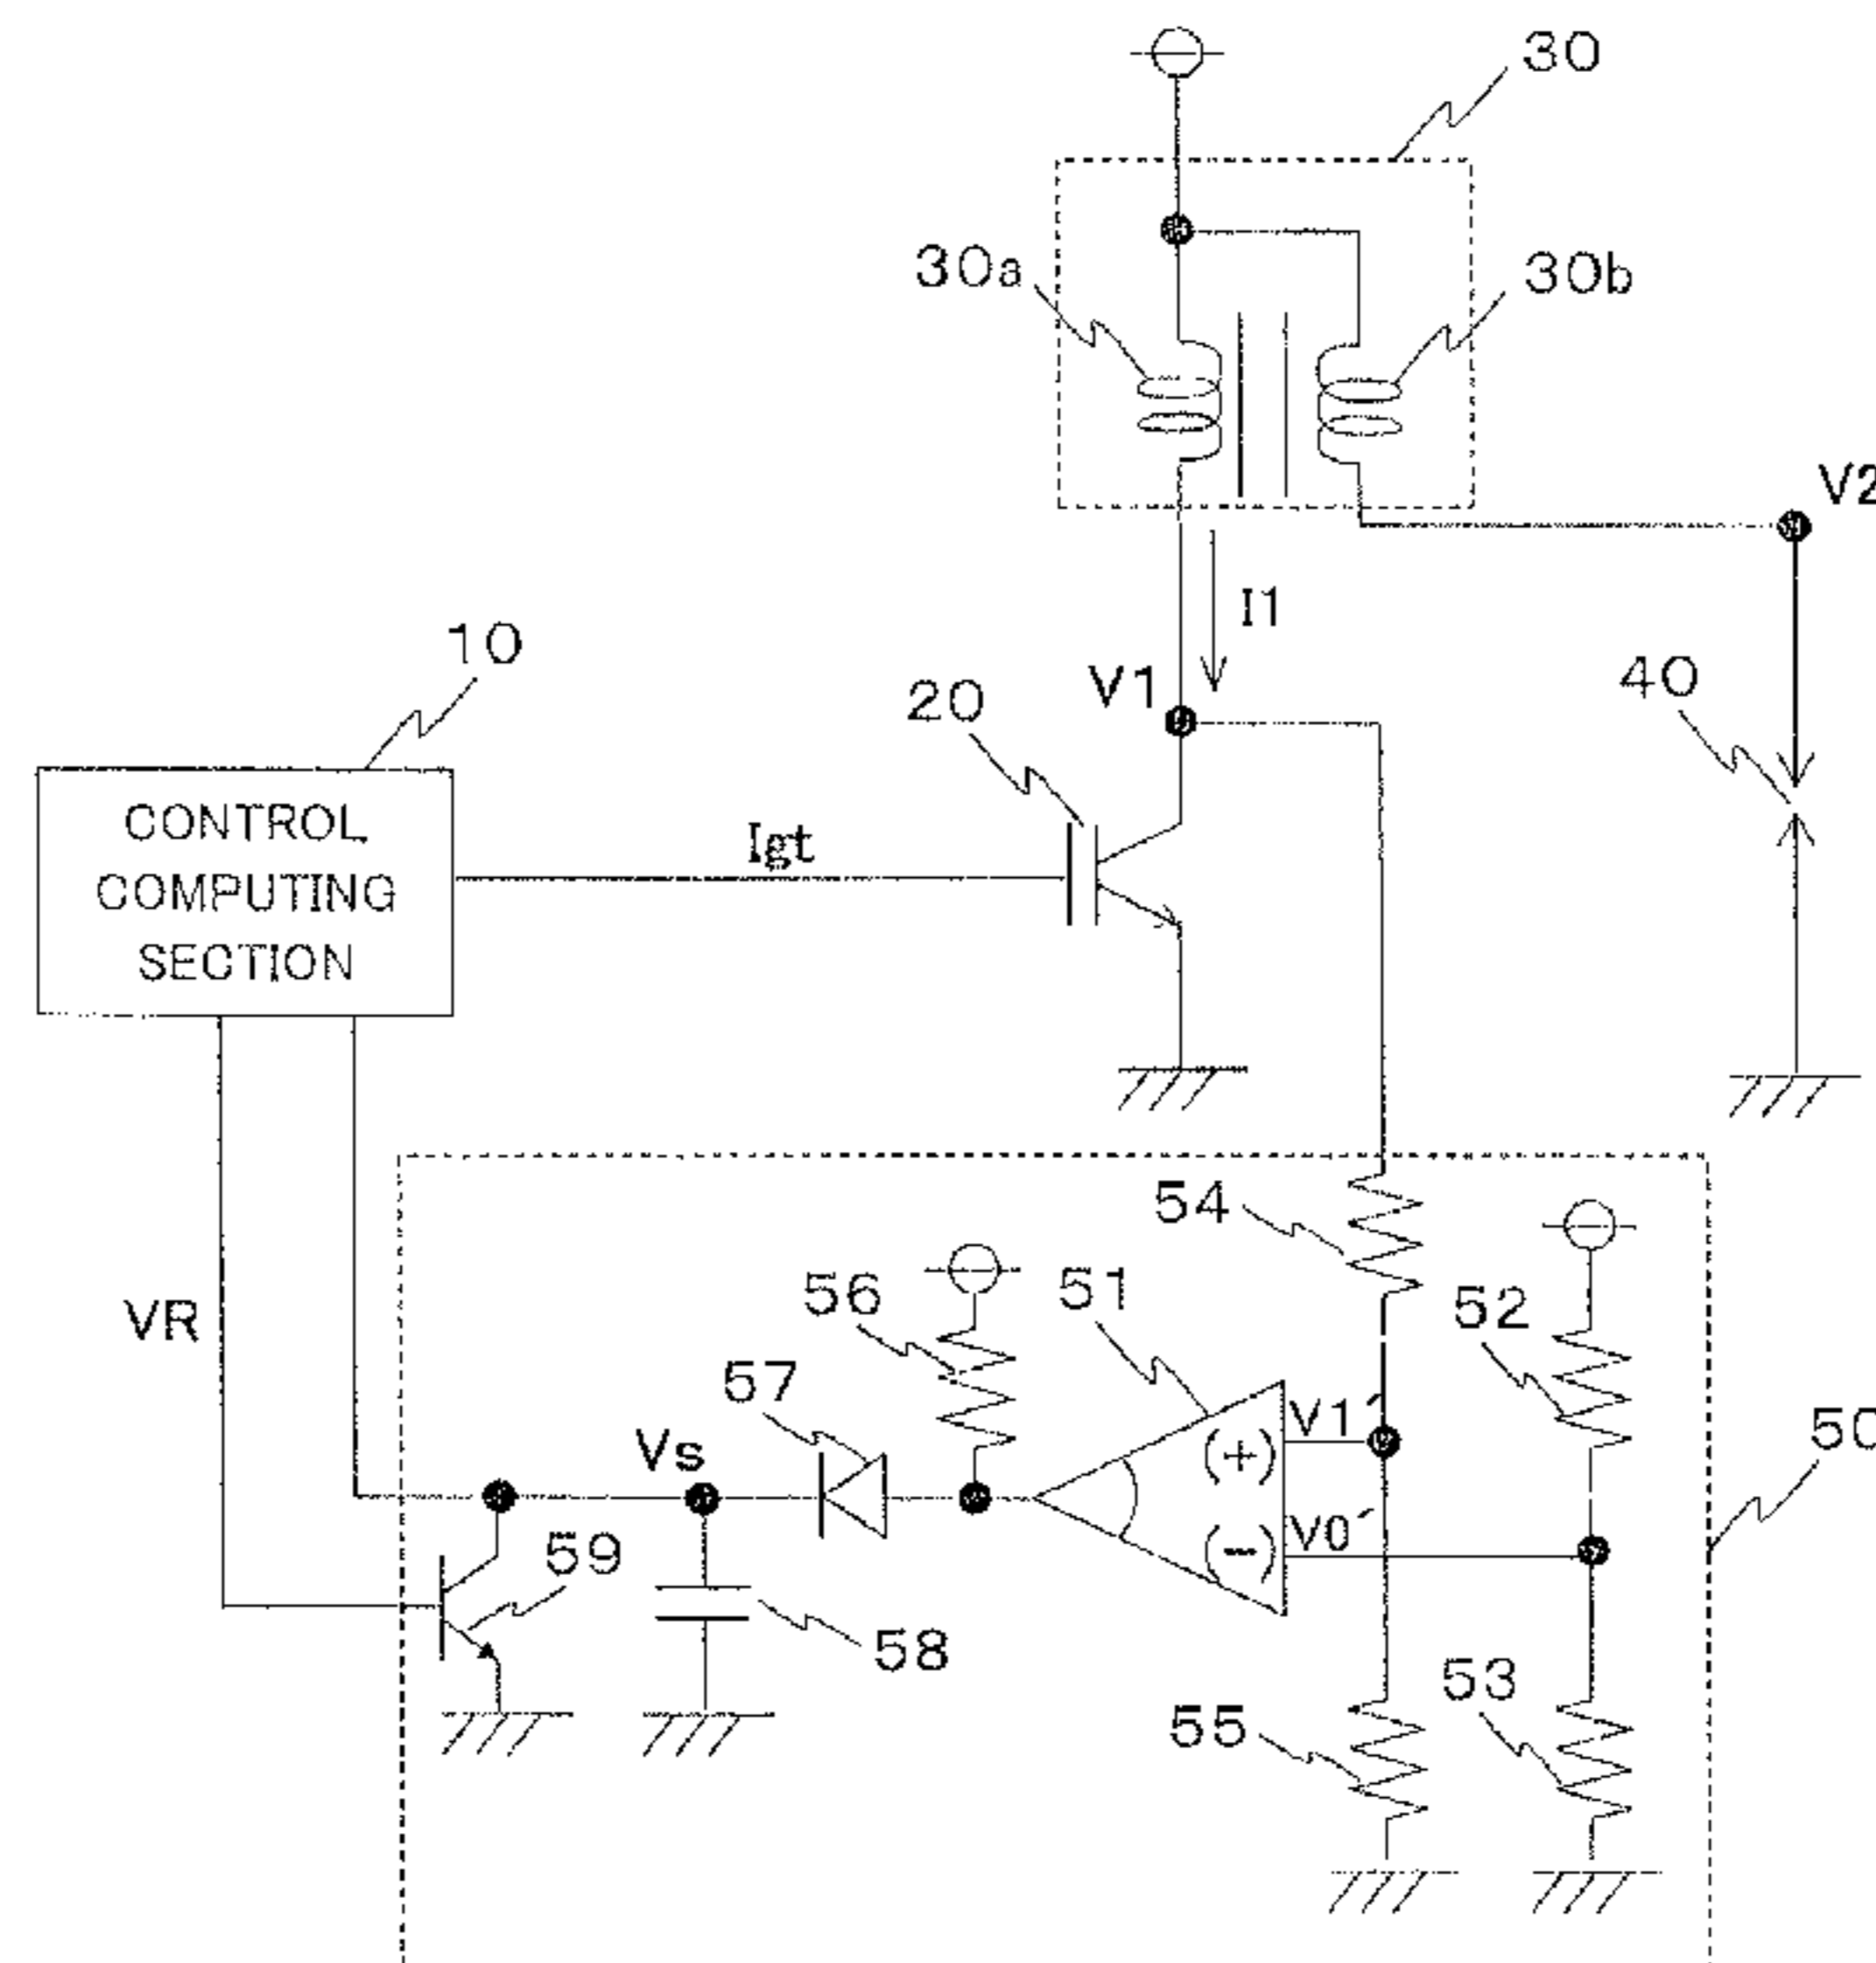 30
30a
30b
V2
I1
10
20
V1
40
CONTROL
COMPUTING
SECTION
Igt
54
56
51
52
VR
57
V1´
50
Vs
(+)
V0´
(-)
59
58
55
53